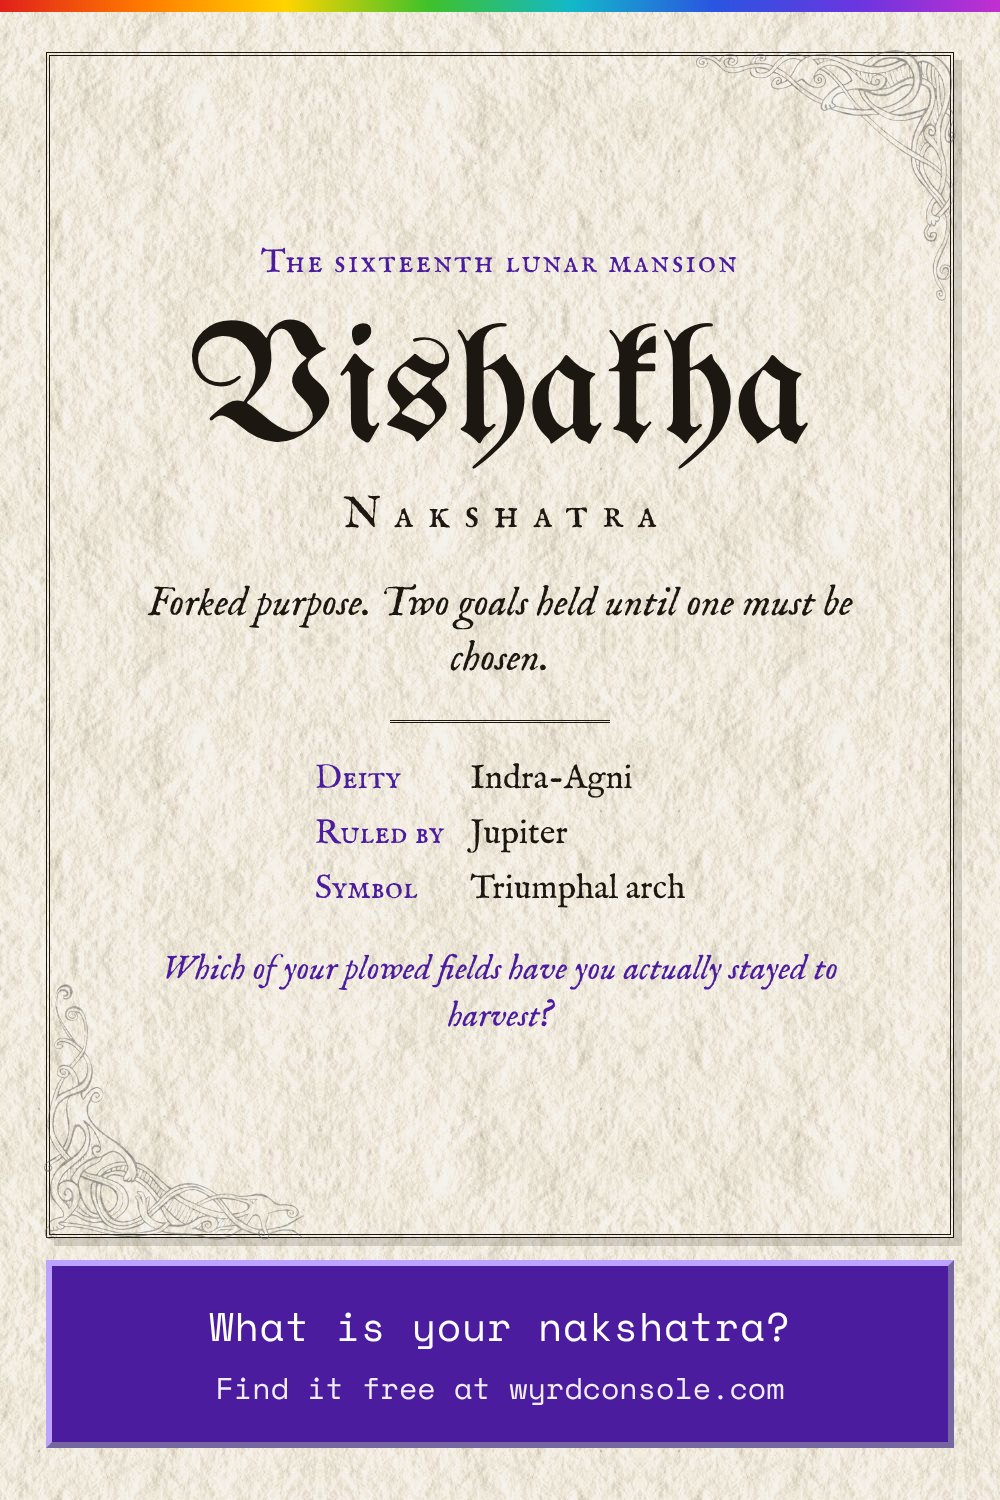 The sixteenth lunar mansion
Vishakha
Nakshatra
Forked purpose. Two goals held until one must be
chosen.
Deity Indra-Agni
Ruled by Jupiter
Symbol Triumphal arch
Which of your plowed fields have you actually stayed to
harvest?
What is your nakshatra?
Find it free at wyrdconsole.com